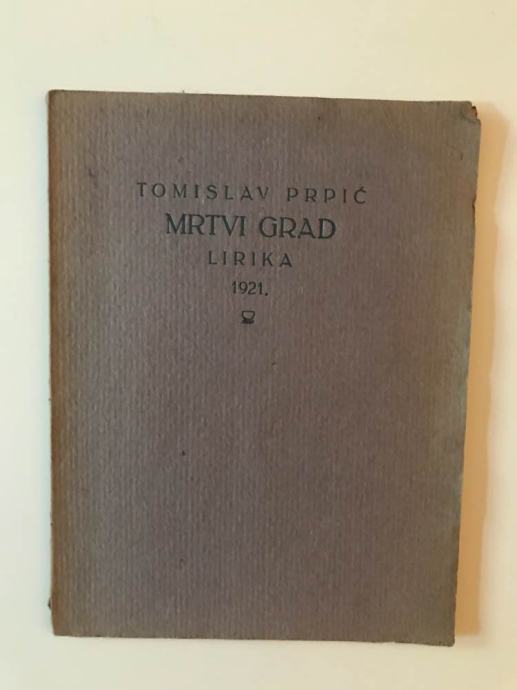 TOMISLAV PRPIĆ
MRTVI GRAD
LIRIKA
1921.